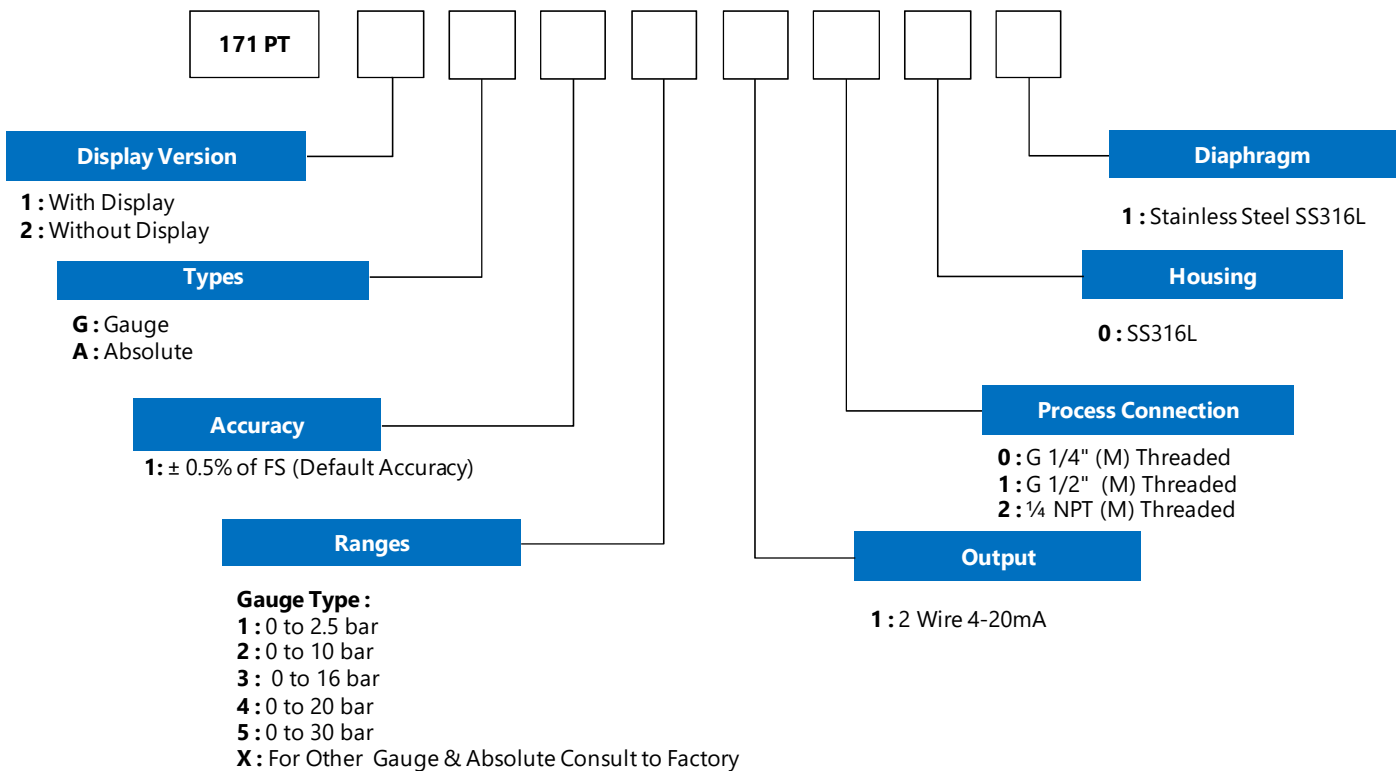 171 PT
Display Version
1 : With Display
2 : Without Display
Types
G : Gauge
A : Absolute
Accuracy
1: ± 0.5% of FS (Default Accuracy)
Ranges
Gauge Type :
1 : 0 to 2.5 bar
2 : 0 to 10 bar
3 : 0 to 16 bar
4 : 0 to 20 bar
5 : 0 to 30 bar
X : For Other Gauge & Absolute Consult to Factory
Diaphragm
1 : Stainless Steel SS316L
Housing
0 : SS316L
Process Connection
0 : G 1/4" (M) Threaded
1 : G 1/2" (M) Threaded
2 : ¼ NPT (M) Threaded
Output
1 : 2 Wire 4-20mA